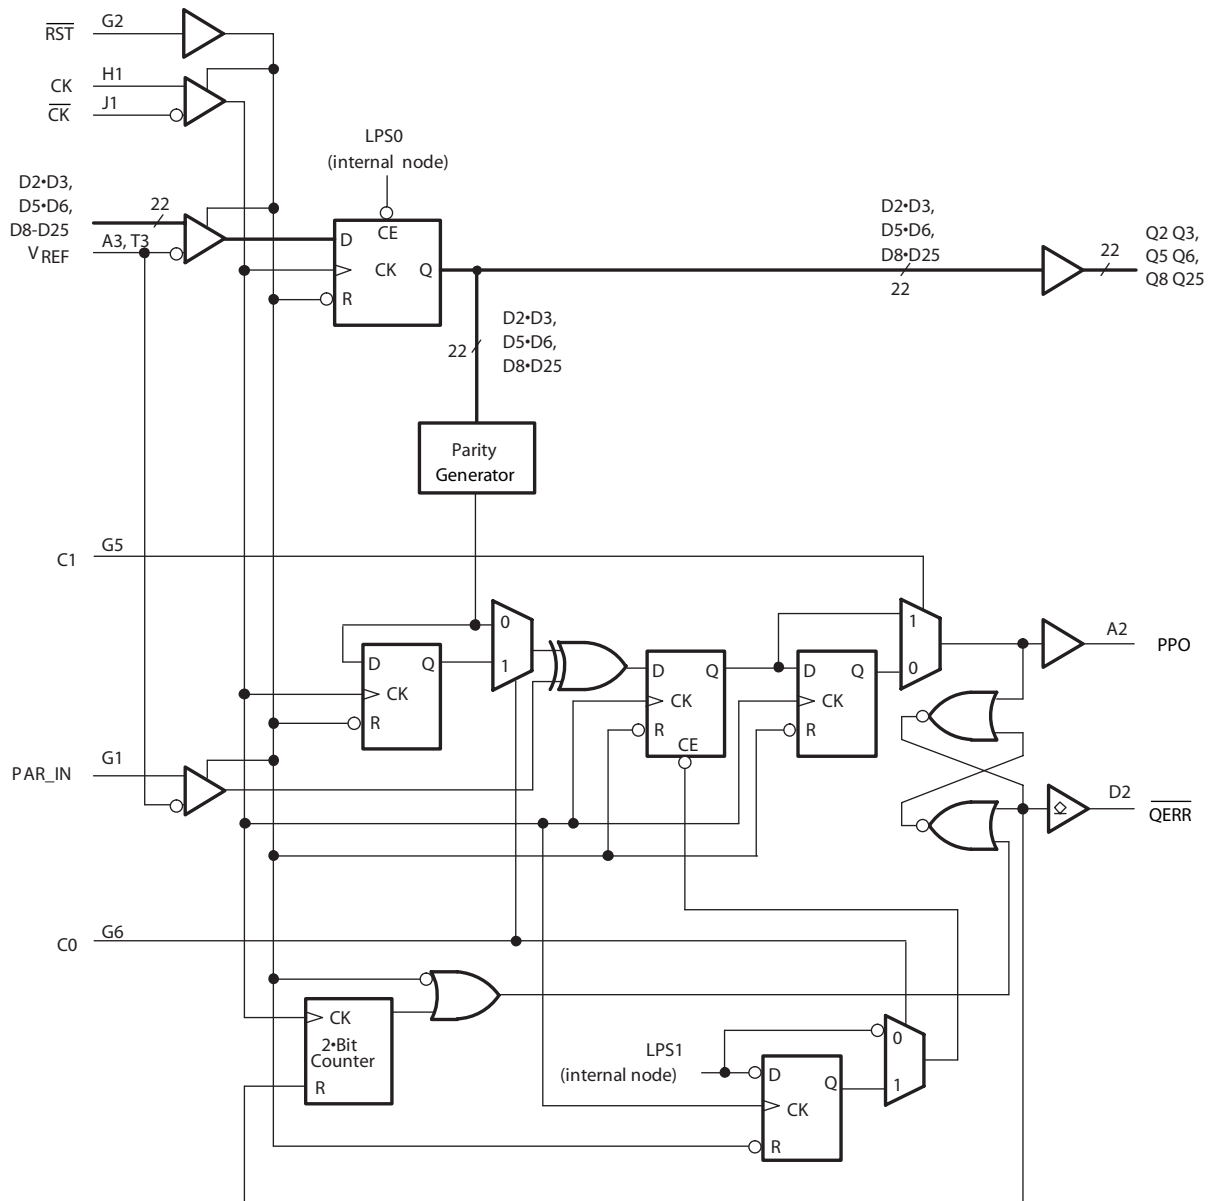 RST G2
CK H1
CK J1
LPS0
(internal node)
D2•D3,
D5•D6,
D8-D25
22
VREF A3, T3
D
CE
CK
Q
R
D2•D3,
D5•D6,
D8•D25
22
22
Q2 Q3,
Q5 Q6,
Q8 Q25
22
D2•D3,
D5•D6,
D8•D25
Parity
Generator
C1 G5
0
1
D
Q
CK
R
D
Q
CK
R
CE
D
Q
CK
R
1
0
A2
PPO
PAR_IN G1
D2
QERR
C0 G6
CK
2•Bit
Counter
R
LPS1
(internal node)
D
Q
CK
R
0
1